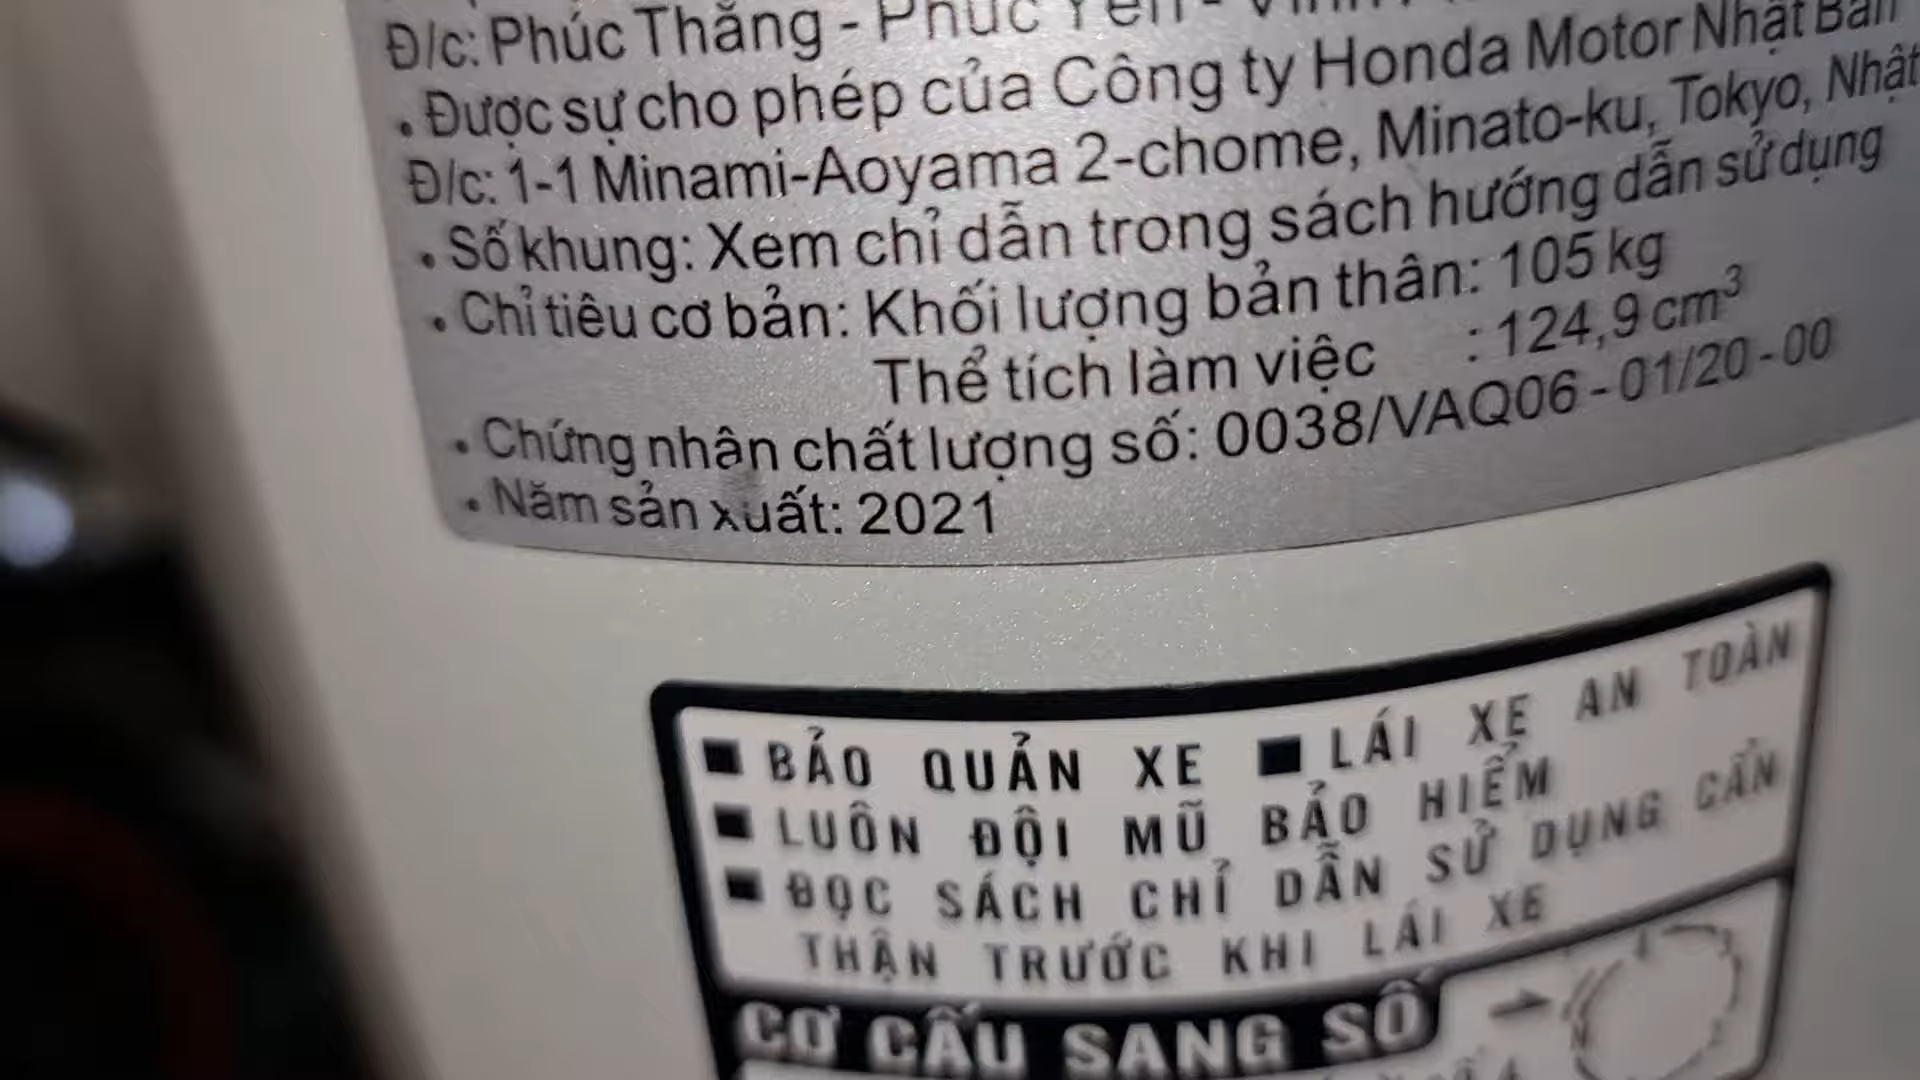 Đ/c: Phúc Thắng - Phúc Yên - Vĩnh
• Được sự cho phép của Công ty Honda Motor Nhật Bản
Đ/c: 1-1 Minami-Aoyama 2-chome, Minato-ku, Tokyo, Nhật
• Số khung: Xem chỉ dẫn trong sách hướng dẫn sử dụng
• Chỉ tiêu cơ bản: Khối lượng bản thân: 105 kg
Thể tích làm việc : 124,9 cm³
• Chứng nhận chất lượng số: 0038/VAQ06 - 01/20 - 00
• Năm sản xuất: 2021
■ BẢO QUẢN XE ■ LÁI XE AN TOÀN
■ LUÔN ĐỘI MŨ BẢO HIỂM
■ ĐỌC SÁCH CHỈ DẪN SỬ DỤNG CẨN
THẬN TRƯỚC KHI LÁI XE
CƠ CẤU SANG SỐ